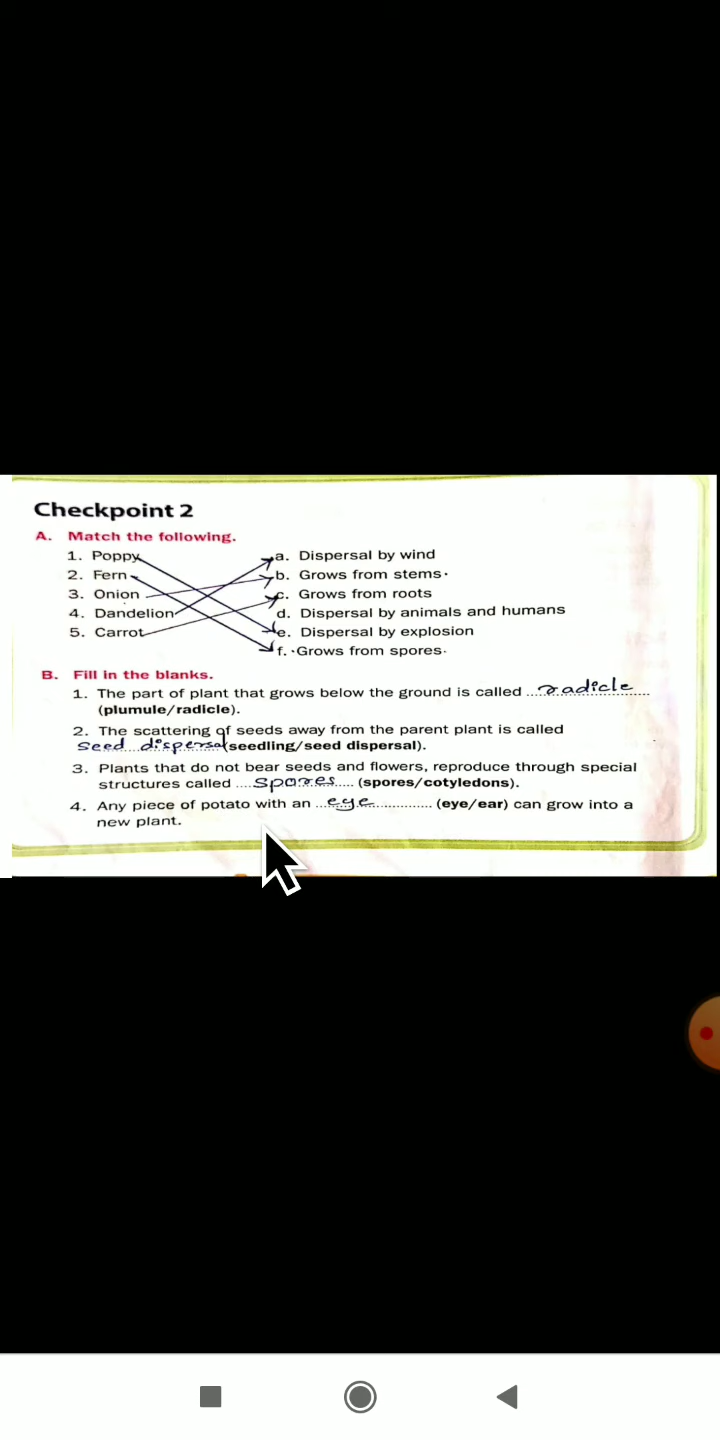 Checkpoint 2
A. Match the following.
1. Poppy
a. Dispersal by wind
2. Fern
b. Grows from stems
3. Onion
c. Grows from roots
4. Dandelion
d. Dispersal by animals and humans
5. Carrot
e. Dispersal by explosion
f. Grows from spores
B. Fill in the blanks.
1. The part of plant that grows below the ground is called ....radicle....
(plumule/radicle).
2. The scattering of seeds away from the parent plant is called
seed dispersal (seedling/seed dispersal).
3. Plants that do not bear seeds and flowers, reproduce through special
structures called ....spores.... (spores/cotyledons).
4. Any piece of potato with an ...eye............... (eye/ear) can grow into a
new plant.